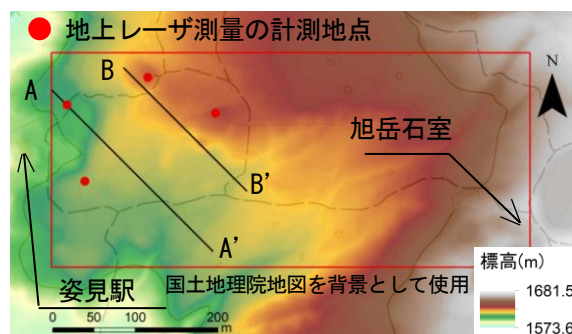 地上レーザ測量の計測地点
B
A
N
旭岳石室
B'
A'
標高(m)
国土地理院地図を背景として使用
姿見駅
1681.5
0 50 100 200
m
1573.6